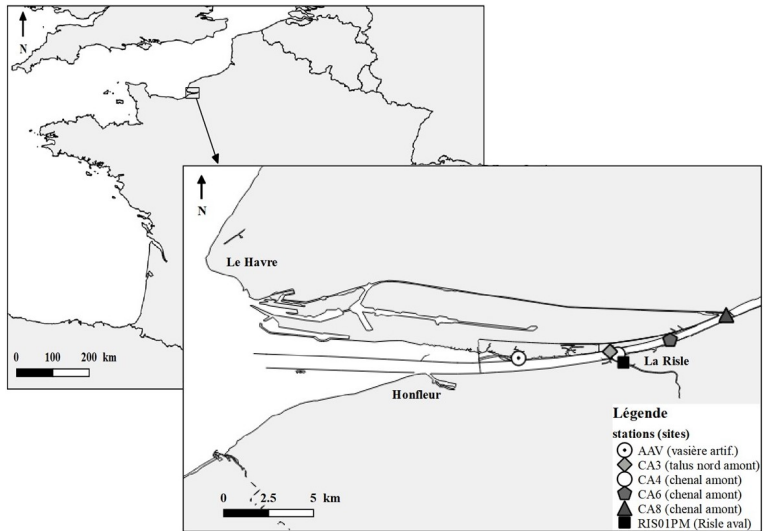 N
0 100 200 km
N
Le Havre
Honfleur
La Risle
0 2.5 5 km
Légende
stations (sites)
AAV (vasière artif.)
CA3 (talus nord amont)
CA4 (chenal amont)
CA6 (chenal amont)
CA8 (chenal amont)
RIS01PM (Risle aval)